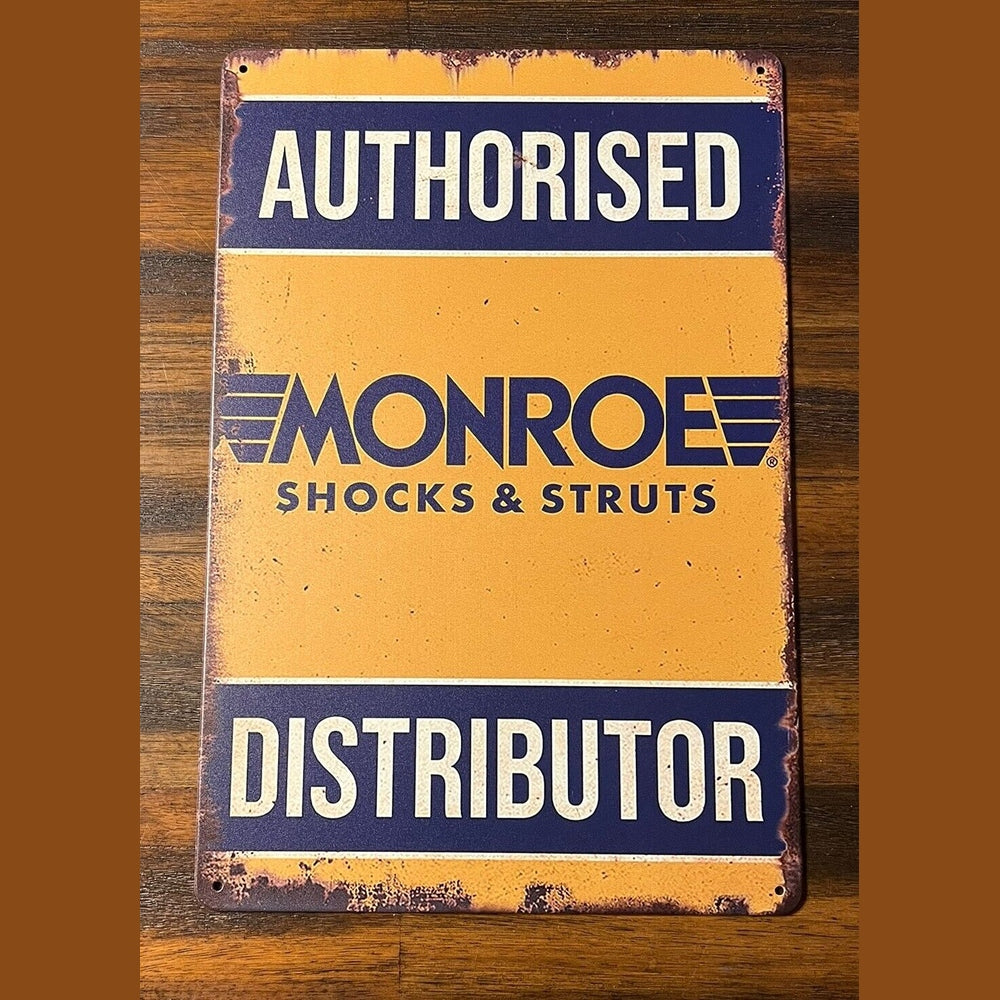 AUTHORISED
MONROE®
SHOCKS & STRUTS
DISTRIBUTOR